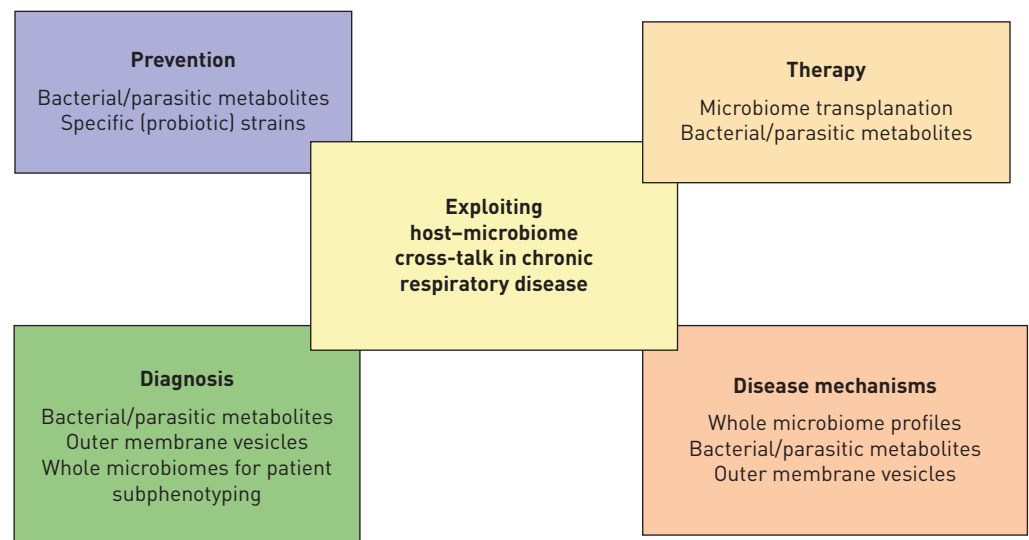 Prevention
Bacterial/parasitic metabolites
Specific (probiotic) strains
Therapy
Microbiome transplanation
Bacterial/parasitic metabolites
Exploiting
host–microbiome
cross-talk in chronic
respiratory disease
Diagnosis
Bacterial/parasitic metabolites
Outer membrane vesicles
Whole microbiomes for patient
subphenotyping
Disease mechanisms
Whole microbiome profiles
Bacterial/parasitic metabolites
Outer membrane vesicles